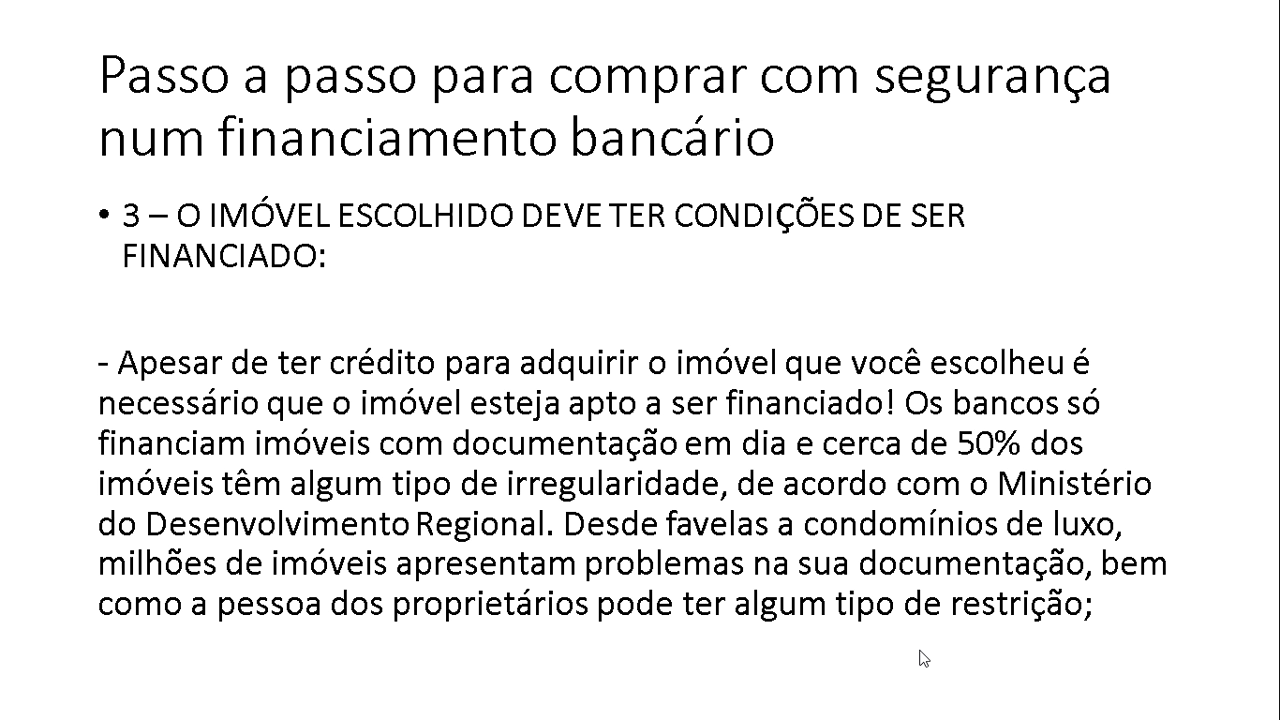 Passo a passo para comprar com segurança
num financiamento bancário
• 3 – O IMÓVEL ESCOLHIDO DEVE TER CONDIÇÕES DE SER
FINANCIADO:
- Apesar de ter crédito para adquirir o imóvel que você escolheu é
necessário que o imóvel esteja apto a ser financiado! Os bancos só
financiam imóveis com documentação em dia e cerca de 50% dos
imóveis têm algum tipo de irregularidade, de acordo com o Ministério
do Desenvolvimento Regional. Desde favelas a condomínios de luxo,
milhões de imóveis apresentam problemas na sua documentação, bem
como a pessoa dos proprietários pode ter algum tipo de restrição;